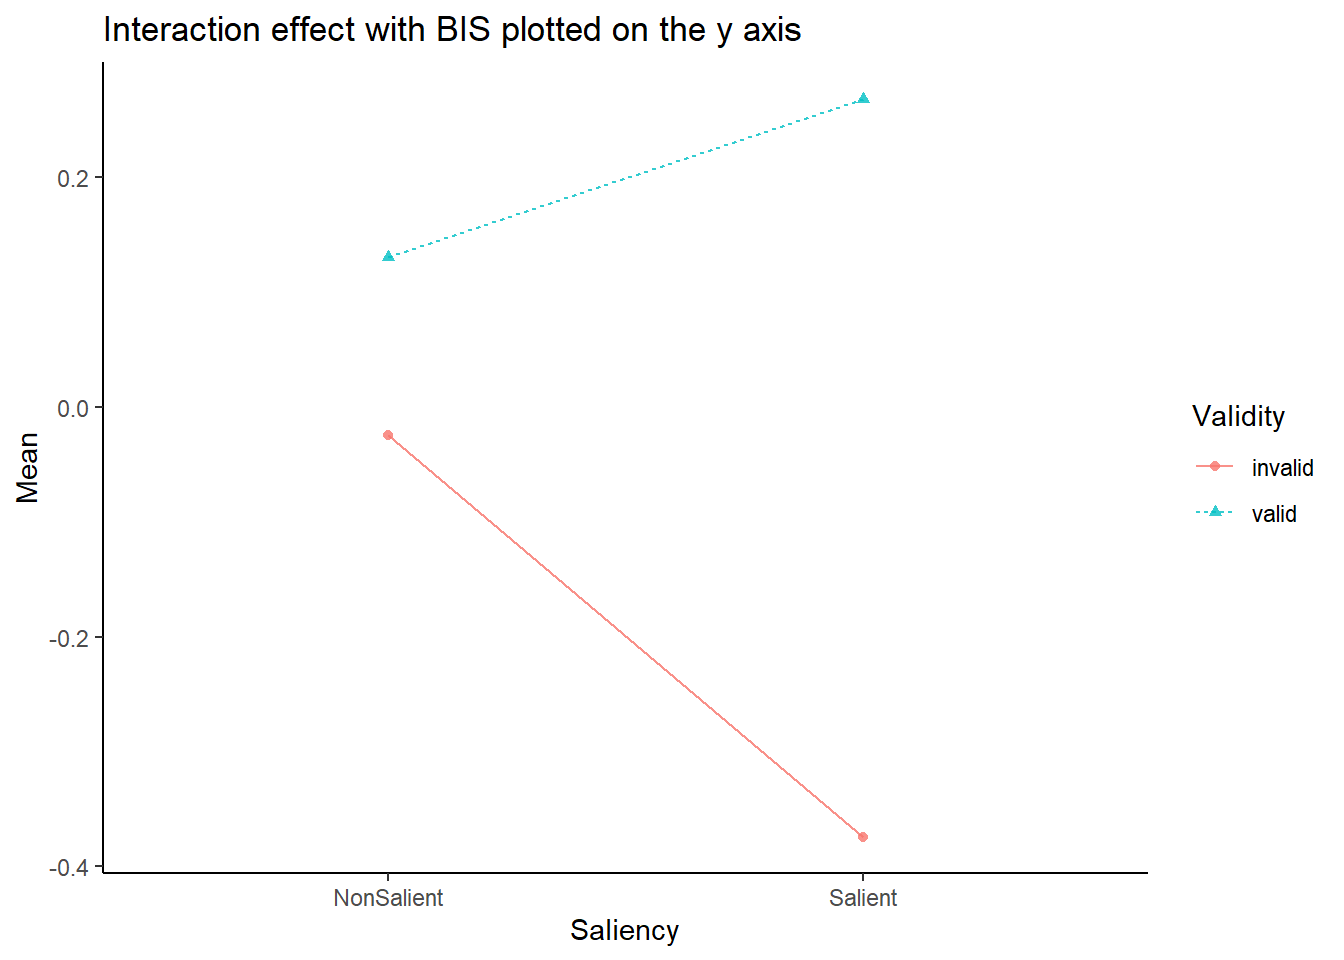 Interaction effect with BIS plotted on the y axis
0.2
0.0
-0.2
-0.4
Mean
NonSalient
Salient
Saliency
Validity
invalid
valid